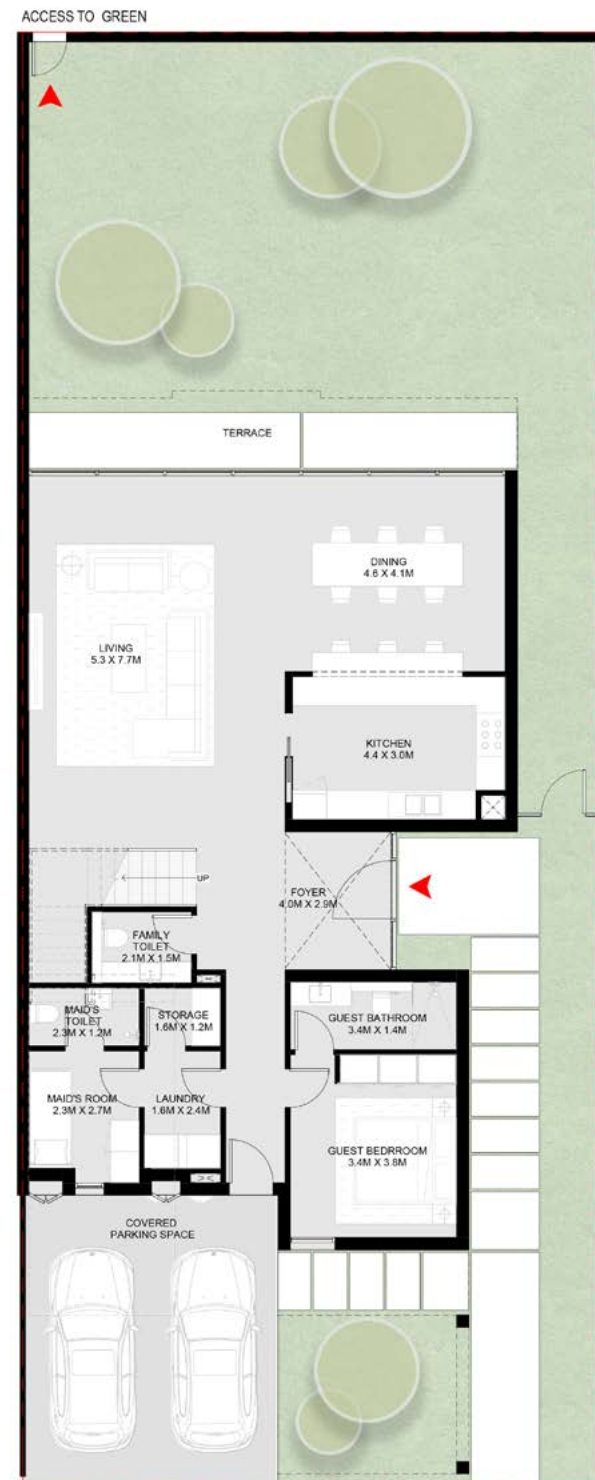 ACCESS TO GREEN
TERRACE
DINING
4.6 X 4.1M
LIVING
5.3 X 7.7M
KITCHEN
4.4 X 3.0M
UP
FOYER
4.0M X 2.9M
FAMILY
TOILET
2.1M X 1.5M
MAID'S
TOILET
2.3M X 1.2M
STORAGE
1.6M X 1.2M
GUEST BATHROOM
3.4M X 1.4M
MAID'S ROOM
2.3M X 2.7M
LAUNDRY
1.6M X 2.4M
GUEST BEDRROOM
3.4M X 3.8M
COVERED
PARKING SPACE